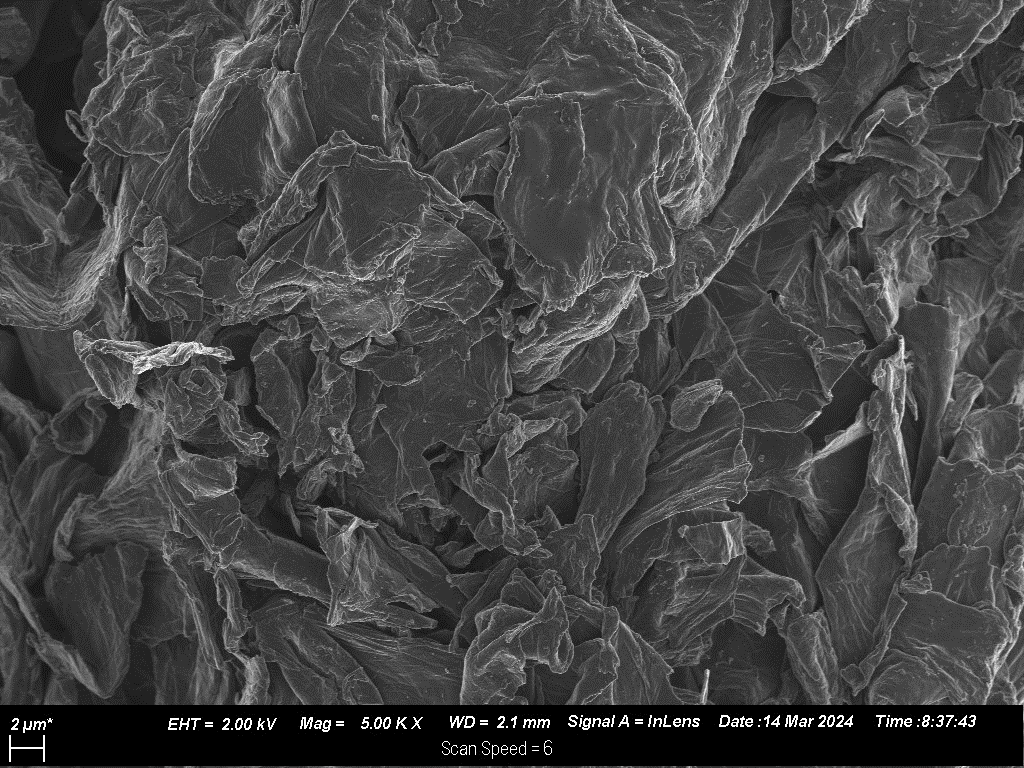 2 µm* EHT = 2.00 kV Mag = 5.00 K X WD = 2.1 mm Signal A = InLens Date :14 Mar 2024 Time :8:37:43
Scan Speed = 6